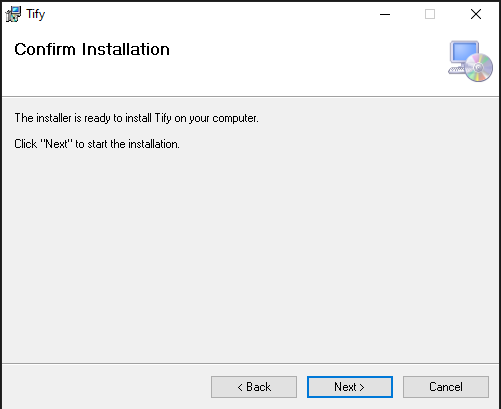 Tify
Confirm Installation
The installer is ready to install Tify on your computer.
Click "Next" to start the installation.
< Back
Next >
Cancel